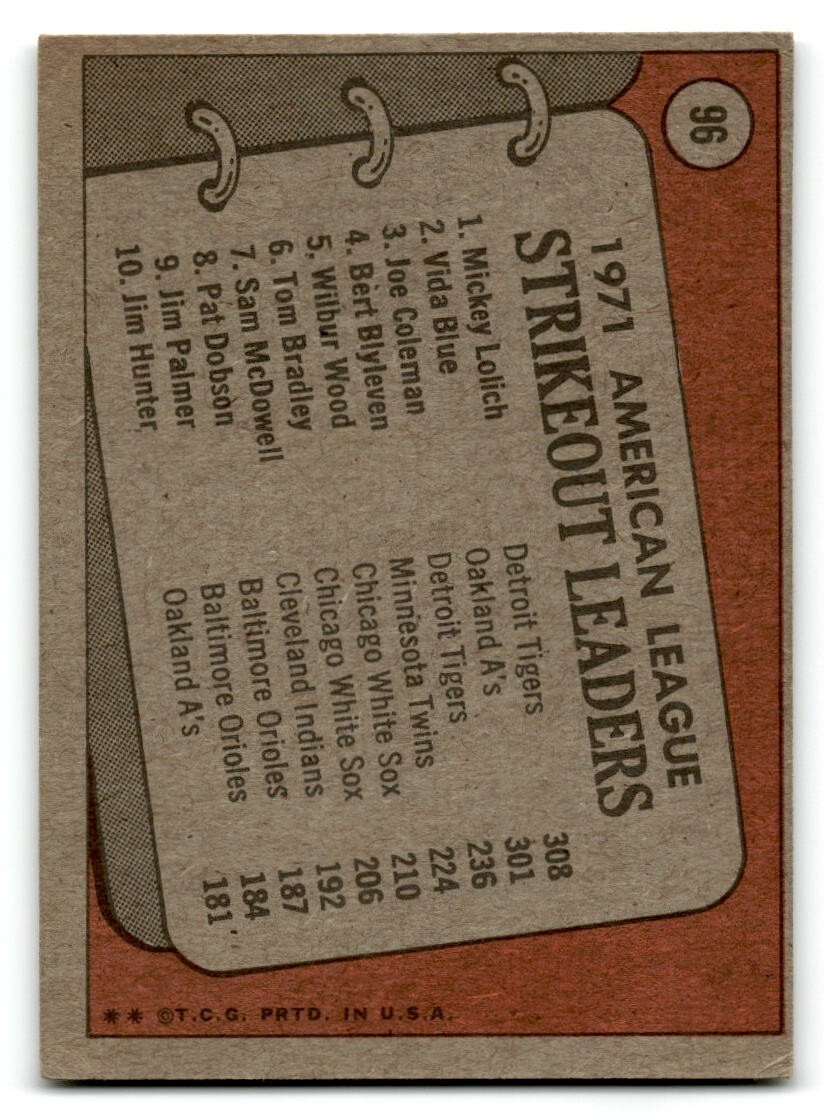 96
1971 AMERICAN LEAGUE
STRIKEOUT LEADERS
1. Mickey Lolich Detroit Tigers 308
2. Vida Blue Oakland A's 301
3. Joe Coleman Detroit Tigers 236
4. Bert Blyleven Minnesota Twins 224
5. Wilbur Wood Chicago White Sox 210
6. Tom Bradley Chicago White Sox 206
7. Sam McDowell Cleveland Indians 192
8. Pat Dobson Baltimore Orioles 187
9. Jim Palmer Baltimore Orioles 184
10. Jim Hunter Oakland A's 181
** ©T.C.G. PRTD. IN U.S.A.